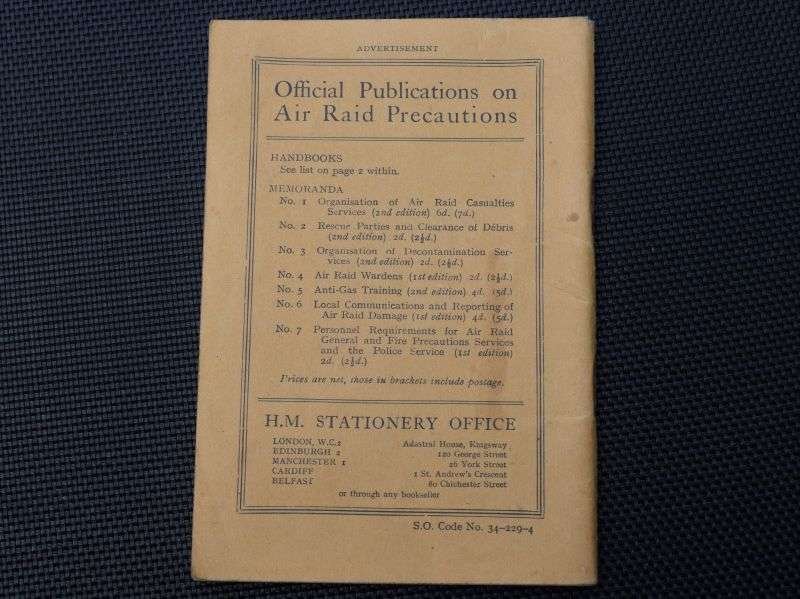 ADVERTISEMENT
Official Publications on
Air Raid Precautions
HANDBOOKS
See list on page 2 within.
MEMORANDA
No. 1 Organisation of Air Raid Casualties
Services (2nd edition) 6d. (7d.)
No. 2 Rescue Parties and Clearance of Débris
(2nd edition) 2d. (2½d.)
No. 3 Organisation of Decontamination Ser-
vices (2nd edition) 2d. (2½d.)
No. 4 Air Raid Wardens (1st edition) 2d. (2½d.)
No. 5 Anti-Gas Training (2nd edition) 4d. (5d.)
No. 6 Local Communications and Reporting of
Air Raid Damage (1st edition) 4d. (5d.)
No. 7 Personnel Requirements for Air Raid
General and Fire Precautions Services
and the Police Service (1st edition)
2d. (2½d.)
Prices are net, those in brackets include postage.
H.M. STATIONERY OFFICE
LONDON, W.C.2 Adastral House, Kingsway
EDINBURGH 2 120 George Street
MANCHESTER 1 26 York Street
CARDIFF 1 St. Andrew's Crescent
BELFAST 80 Chichester Street
or through any bookseller
S.O. Code No. 34-229-4